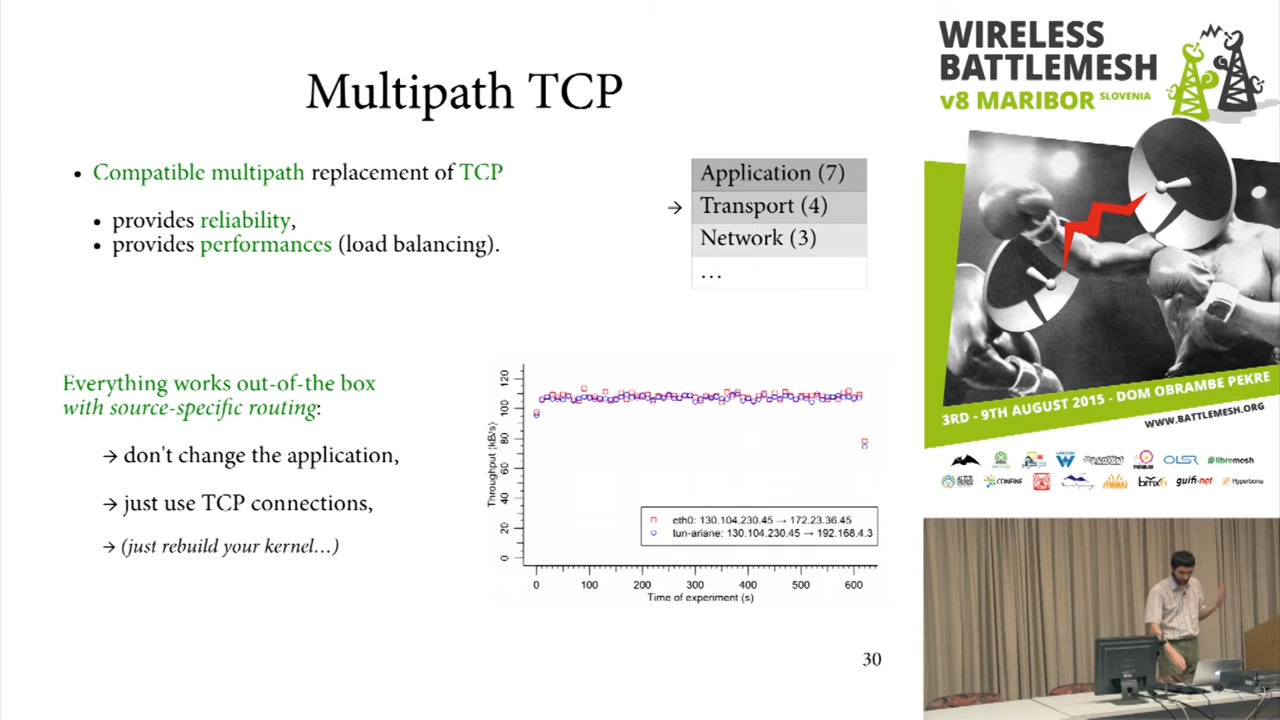 Multipath TCP
• Compatible multipath replacement of TCP
• provides reliability,
• provides performances (load balancing).
Application (7)
→ Transport (4)
Network (3)
…
Everything works out-of-the box
with source-specific routing:
→ don't change the application,
→ just use TCP connections,
→ (just rebuild your kernel…)
Throughput (kB/s)
120
100
80
60
40
20
0
eth0: 130.104.230.45 → 172.23.36.45
tun-ariane: 130.104.230.45 → 192.168.4.3
0 100 200 300 400 500 600
Time of experiment (s)
30
WIRELESS
BATTLEMESH
v8 MARIBOR SLOVENIA
3RD - 9TH AUGUST 2015 - DOM OBRAMBE PEKRE
WWW.BATTLEMESH.ORG
OLSR libremesh
CONFINE bmx6 guifi·net Hyperboria